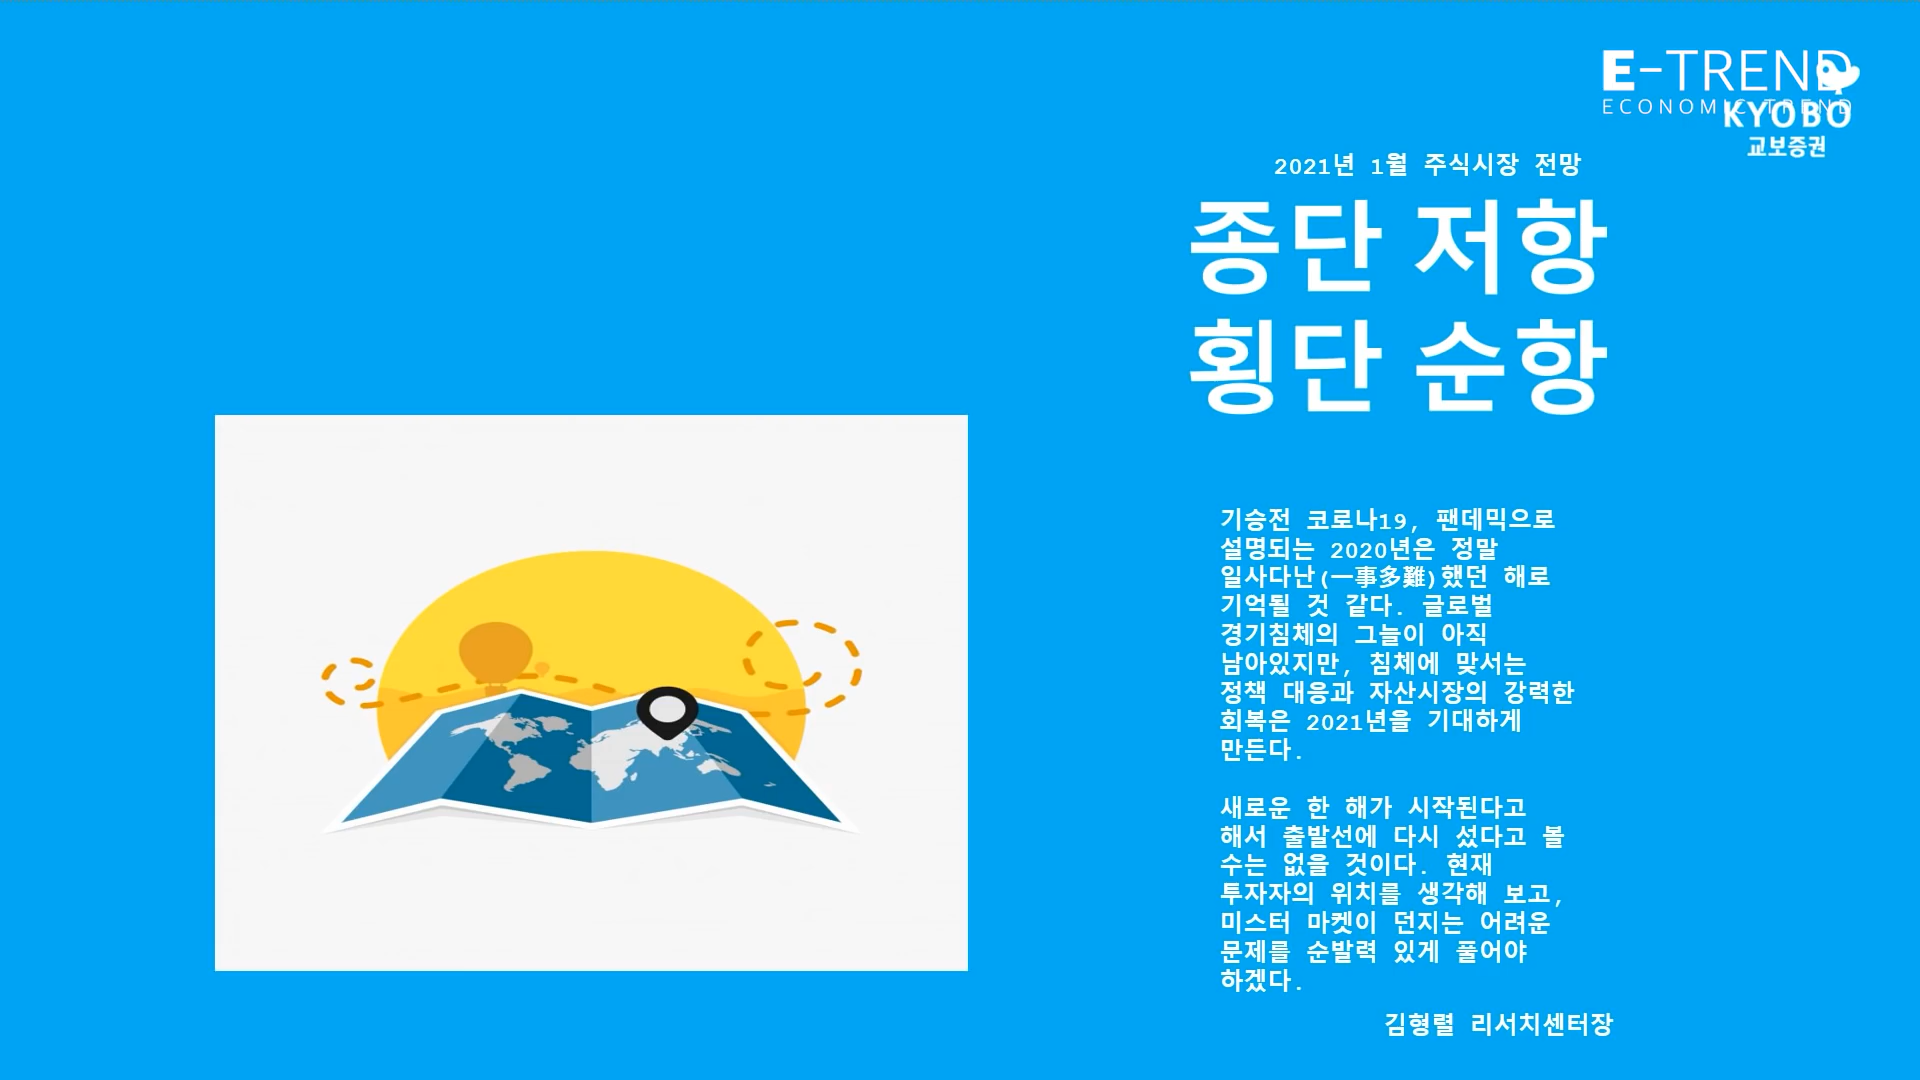 E-TREND
ECONOMIC TREND
KYOBO
교보증권
2021년 1월 주식시장 전망
종단 저항
횡단 순항
기승전 코로나19, 팬데믹으로
설명되는 2020년은 정말
일사다난(一事多難)했던 해로
기억될 것 같다. 글로벌
경기침체의 그늘이 아직
남아있지만, 침체에 맞서는
정책 대응과 자산시장의 강력한
회복은 2021년을 기대하게
만든다.
새로운 한 해가 시작된다고
해서 출발선에 다시 섰다고 볼
수는 없을 것이다. 현재
투자자의 위치를 생각해 보고,
미스터 마켓이 던지는 어려운
문제를 순발력 있게 풀어야
하겠다.
김형렬 리서치센터장